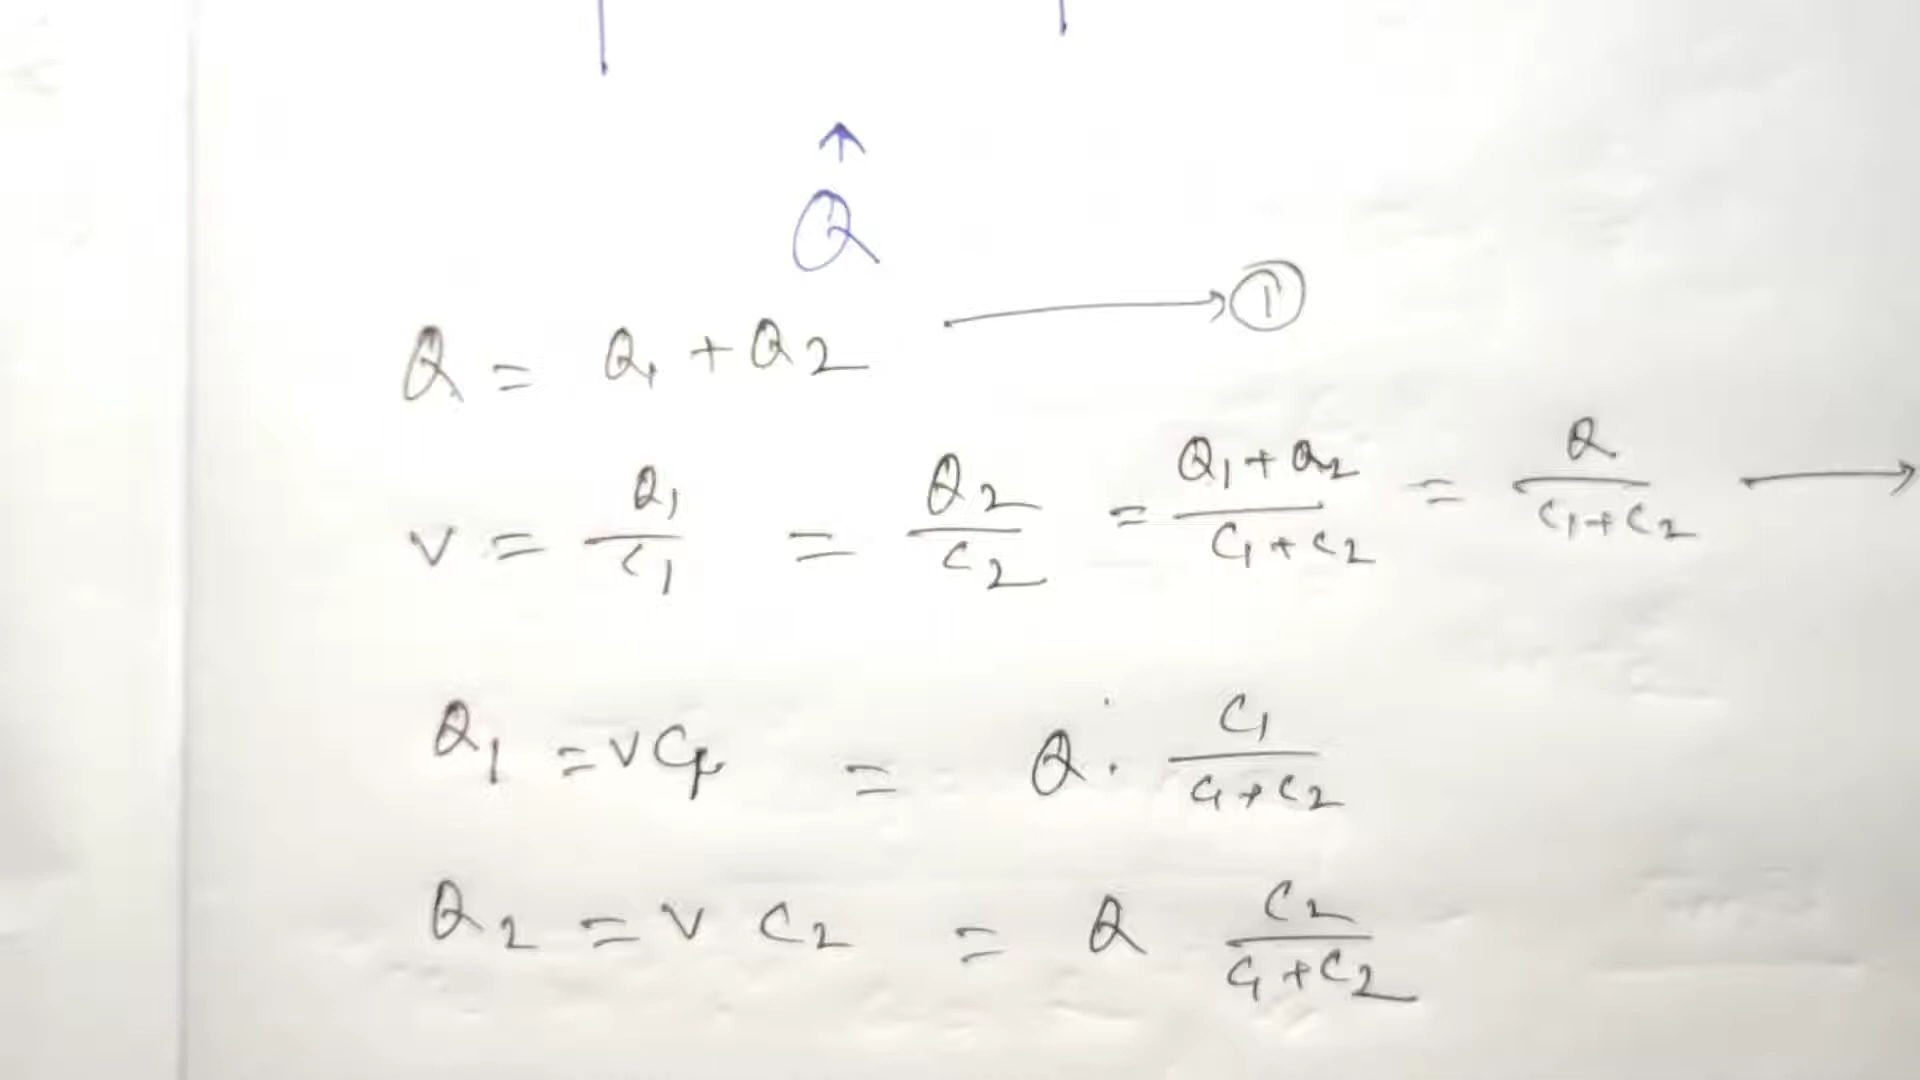 ↑
Q
Q = Q₁ + Q₂ ⟶ ①
V = Q₁/C₁ = Q₂/C₂ = (Q₁+Q₂)/(C₁+C₂) = Q/(C₁+C₂) ⟶
Q₁ = VC₁ = Q · C₁/(C₁+C₂)
Q₂ = V C₂ = Q C₂/(C₁+C₂)